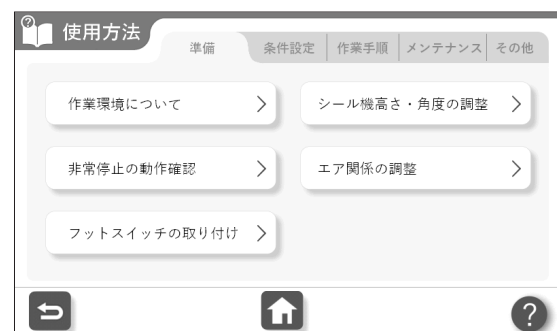 使用方法
準備
条件設定
作業手順
メンテナンス
その他
作業環境について
シール機高さ・角度の調整
非常停止の動作確認
エア関係の調整
フットスイッチの取り付け
?